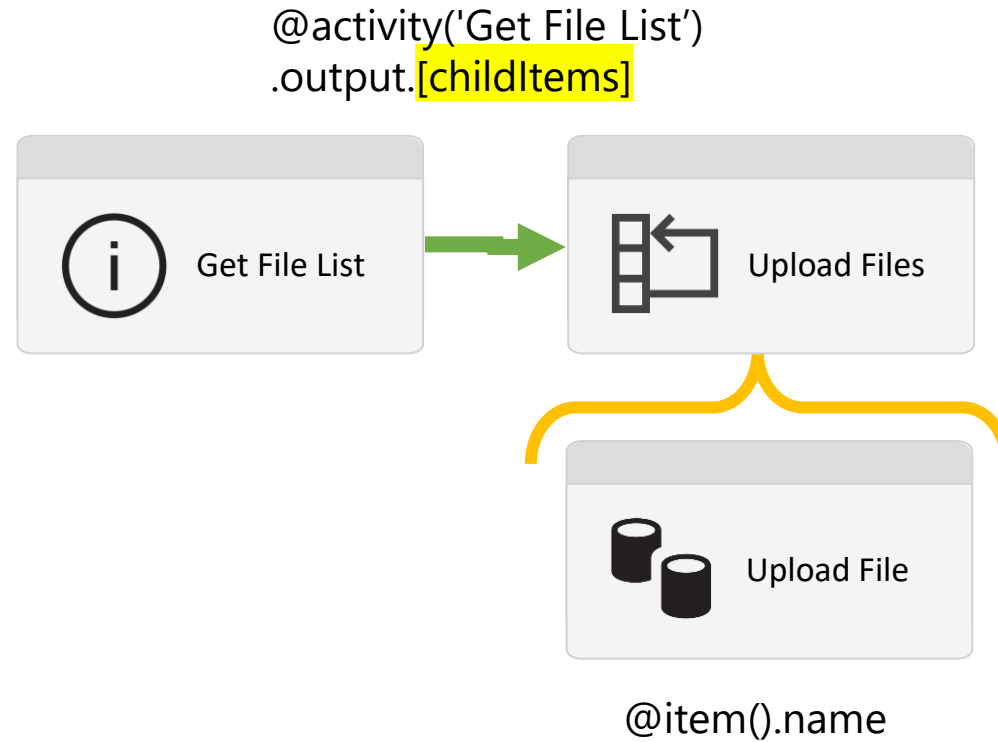 @activity('Get File List’)
.output.[childItems]
i
Get File List
Upload Files
Upload File
@item().name